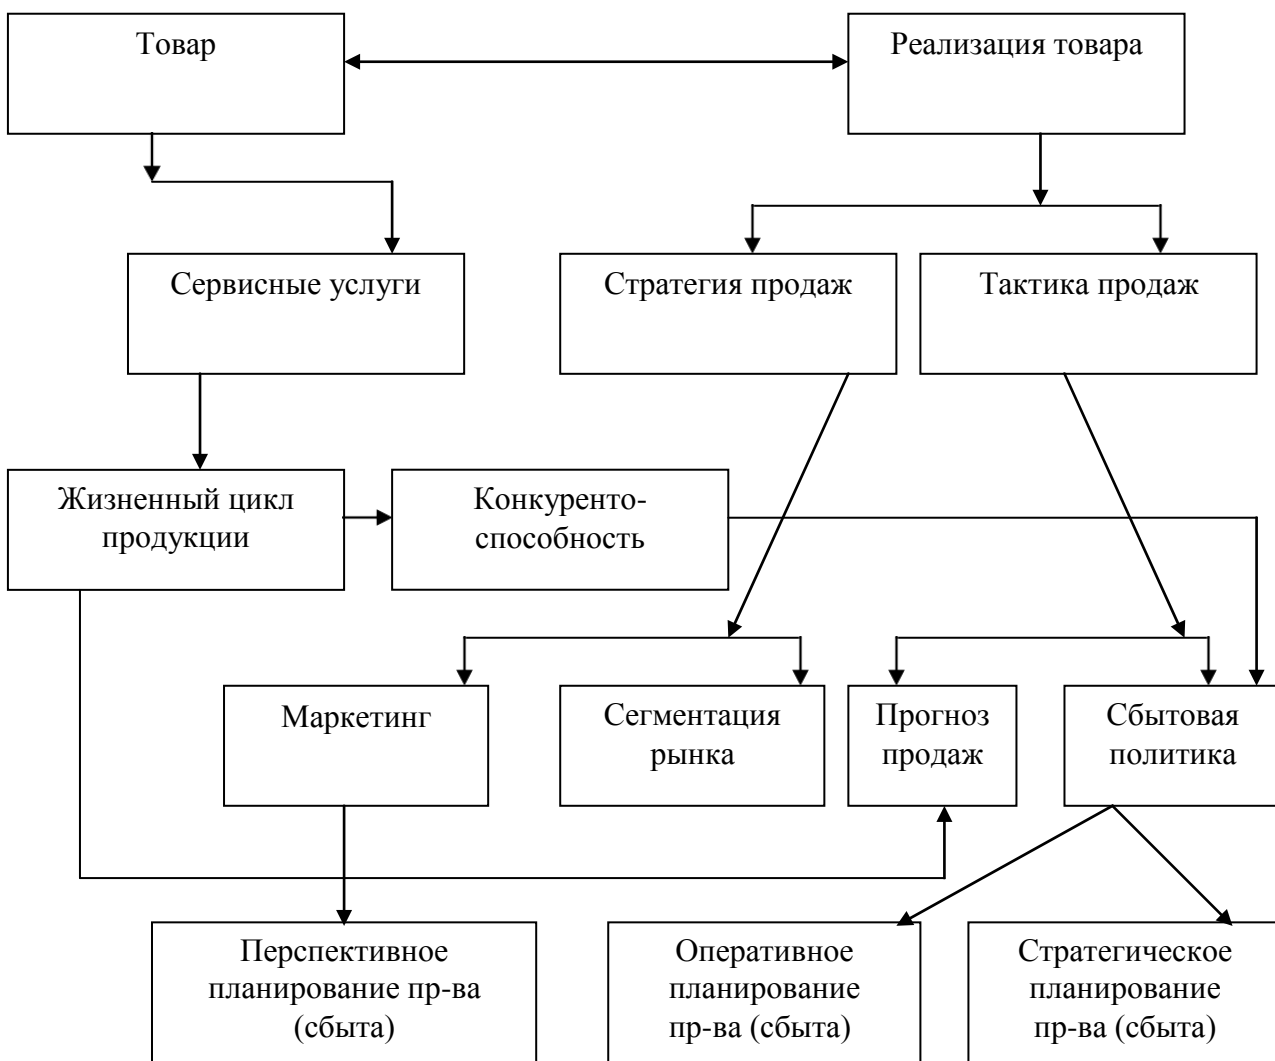 Товар
Реализация товара
Сервисные услуги
Стратегия продаж
Тактика продаж
Жизненный цикл
продукции
Конкуренто-
способность
Маркетинг
Сегментация
рынка
Прогноз
продаж
Сбытовая
политика
Перспективное
планирование пр-ва
(сбыта)
Оперативное
планирование
пр-ва (сбыта)
Стратегическое
планирование
пр-ва (сбыта)